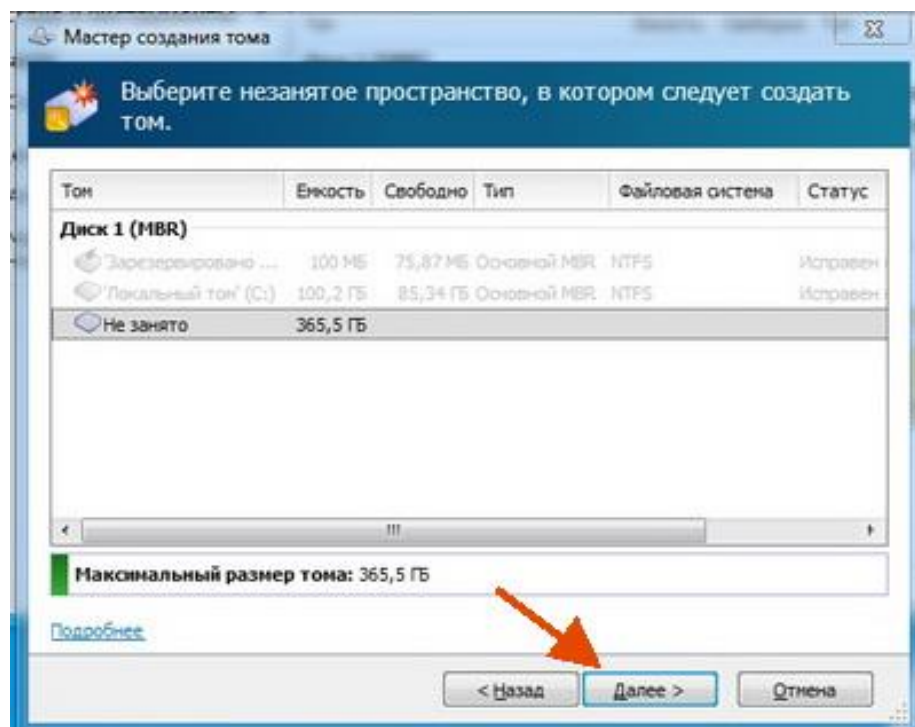 Мастер создания тома
Выберите незанятое пространство, в котором следует создать
том.
Том Емкость Свободно Тип Файловая система Статус
Диск 1 (MBR)
Зарезервировано ... 100 МБ 75,87 МБ Основной MBR NTFS Исправен
'Локальный том' (C:) 100,2 ГБ 85,34 ГБ Основной MBR NTFS Исправен
Не занято 365,5 ГБ
Максимальный размер тома: 365,5 ГБ
Подробнее
< Назад Далее > Отмена